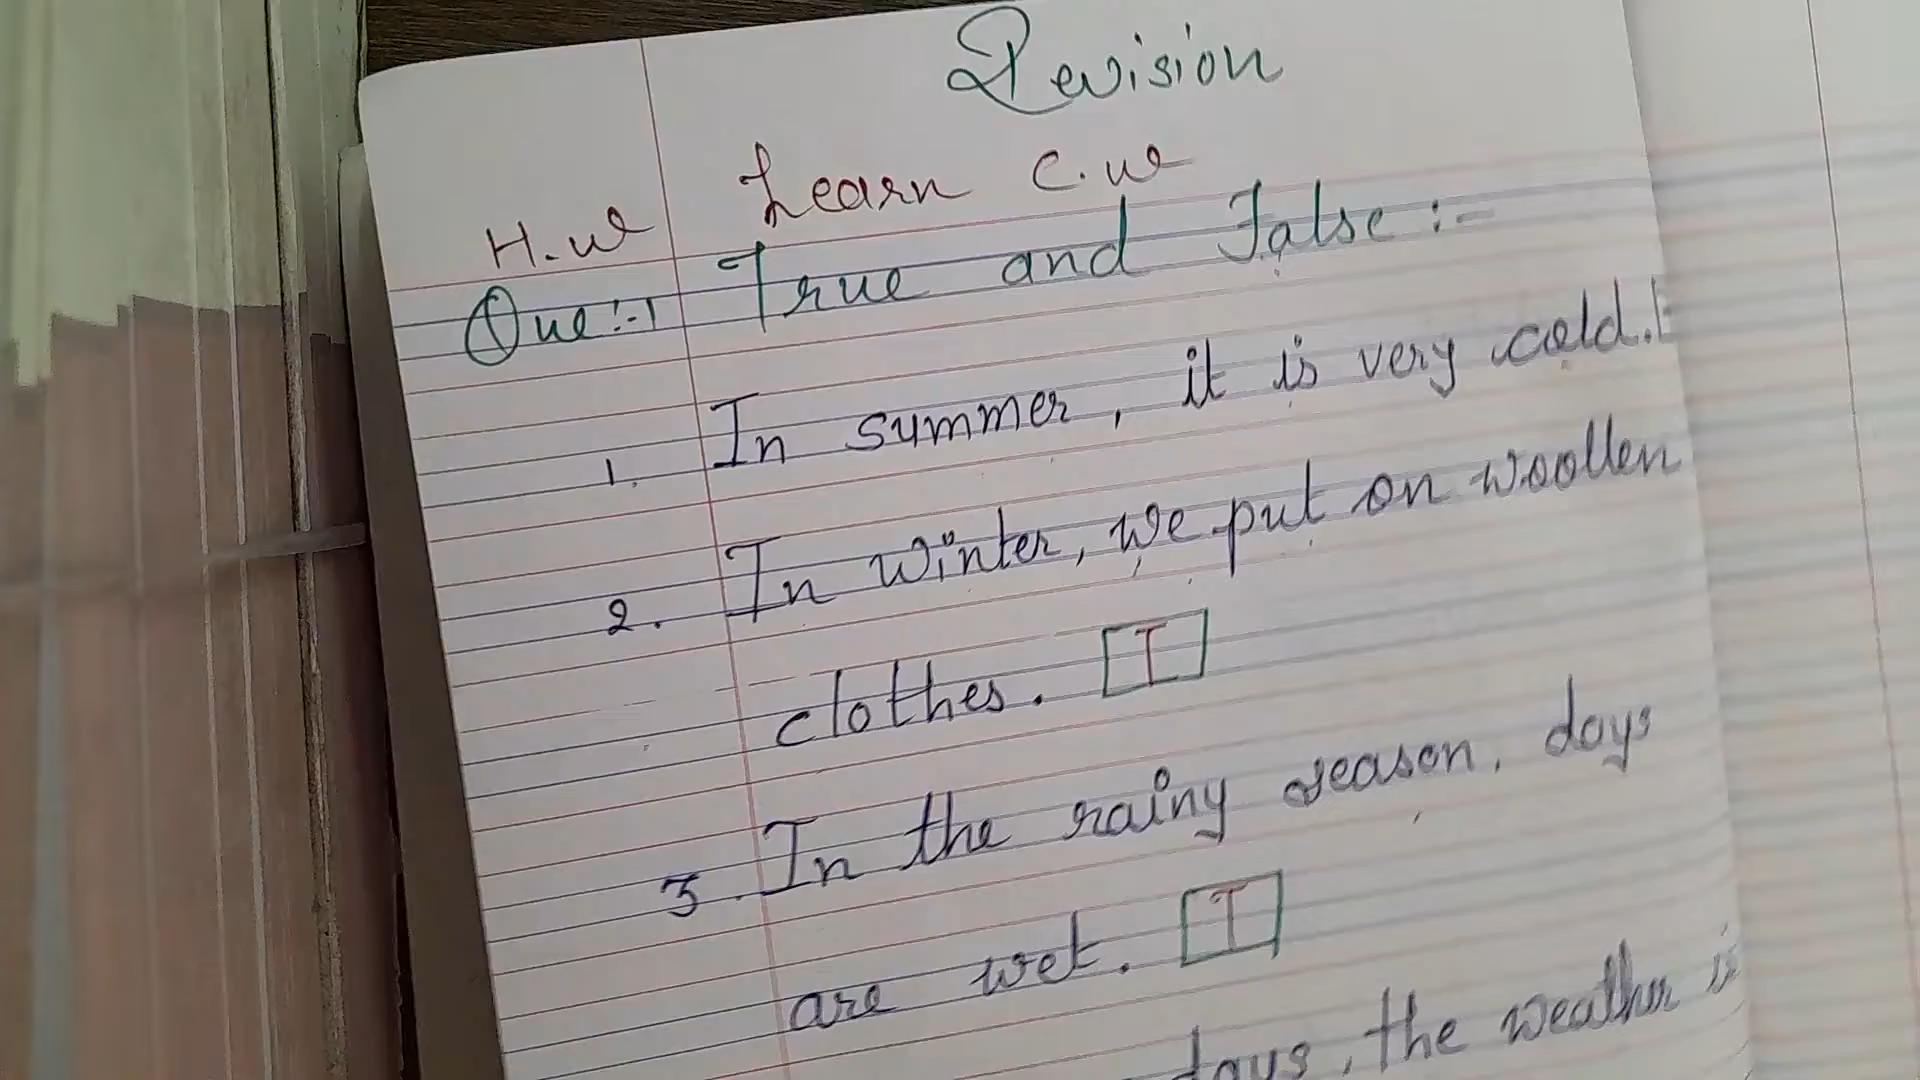 Revision
H.w Learn C.w
Que:-1 True and False :-
1. In summer, it is very cold.
2. In winter, we put on woollen
clothes. T
3. In the rainy season, days
are wet. T
days, the weather is